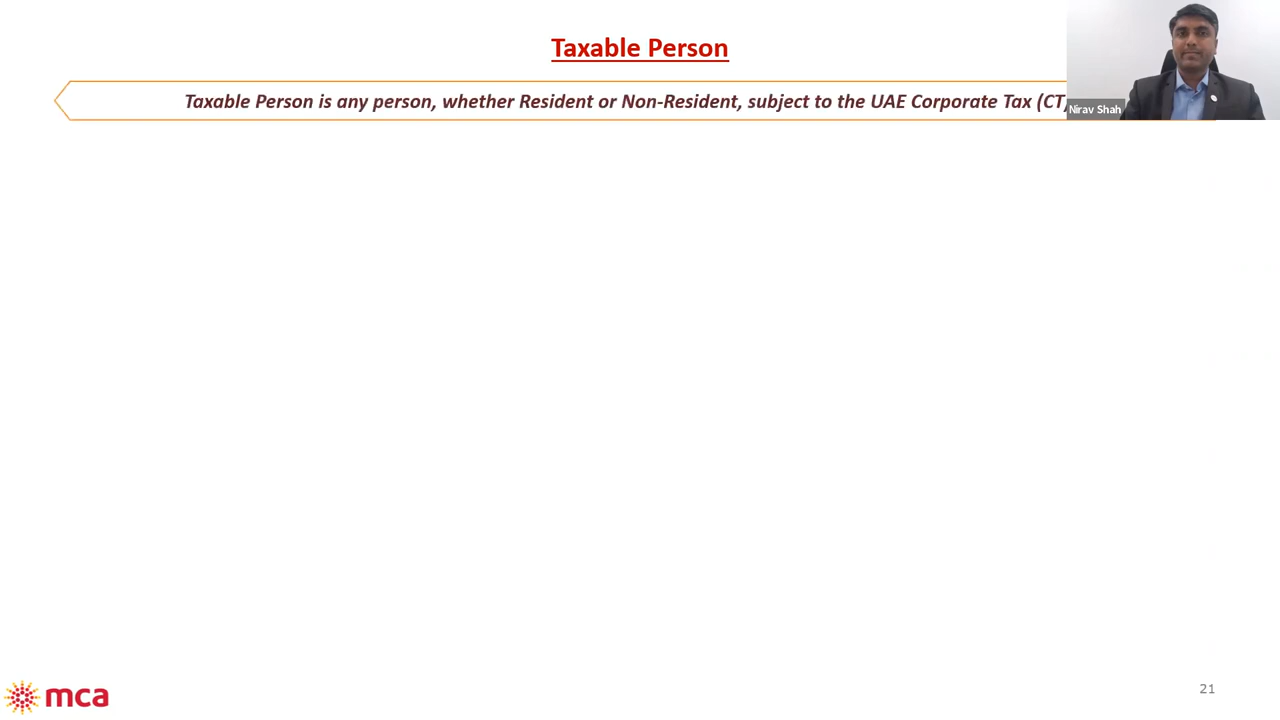 Taxable Person
Taxable Person is any person, whether Resident or Non-Resident, subject to the UAE Corporate Tax (CT
Nirav Shah
mca
21